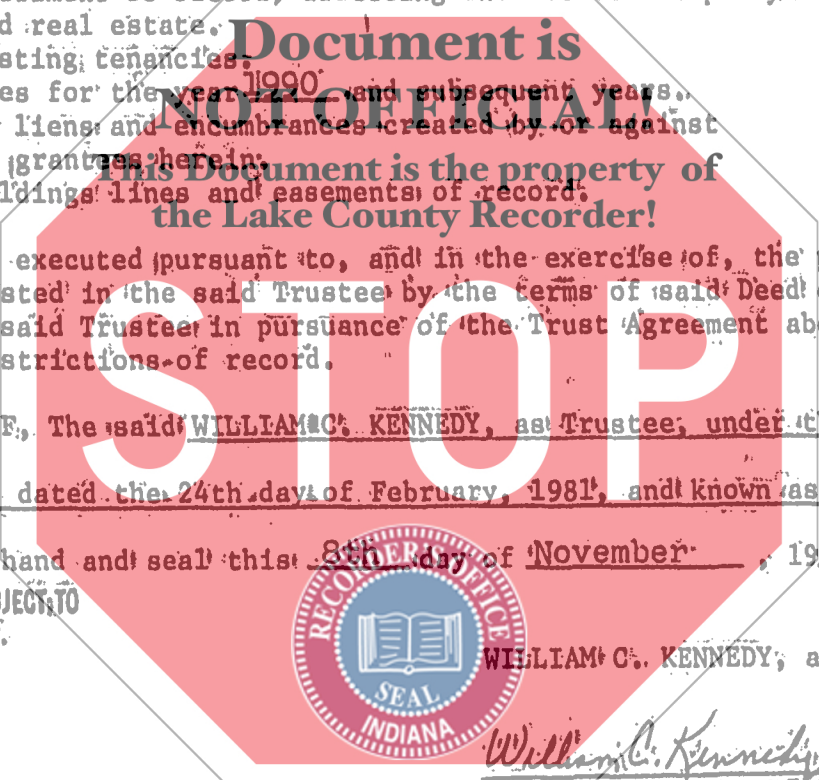 d real estate.
Document is
sting tenancies.
es for the year 1990 and subsequent years.
NOT OFFICIAL!
liens and encumbrances created by or against
grantees herein.
This Document is the property of
ldings lines and easements of record.
the Lake County Recorder!
executed pursuant to, and in the exercise of, the
sted in the said Trustee by the terms of said Deed
said Trustee in pursuance of the Trust Agreement ab
strictions of record.
STOP
F, The said WILLIAM C. KENNEDY, as Trustee, under t
dated the 24th day of February, 1981, and known as
hand and seal this 8th day of November, 19
JECT TO
RECORDER'S OFFICE
SEAL
INDIANA
WILLIAM C. KENNEDY, a
William C. Kennedy